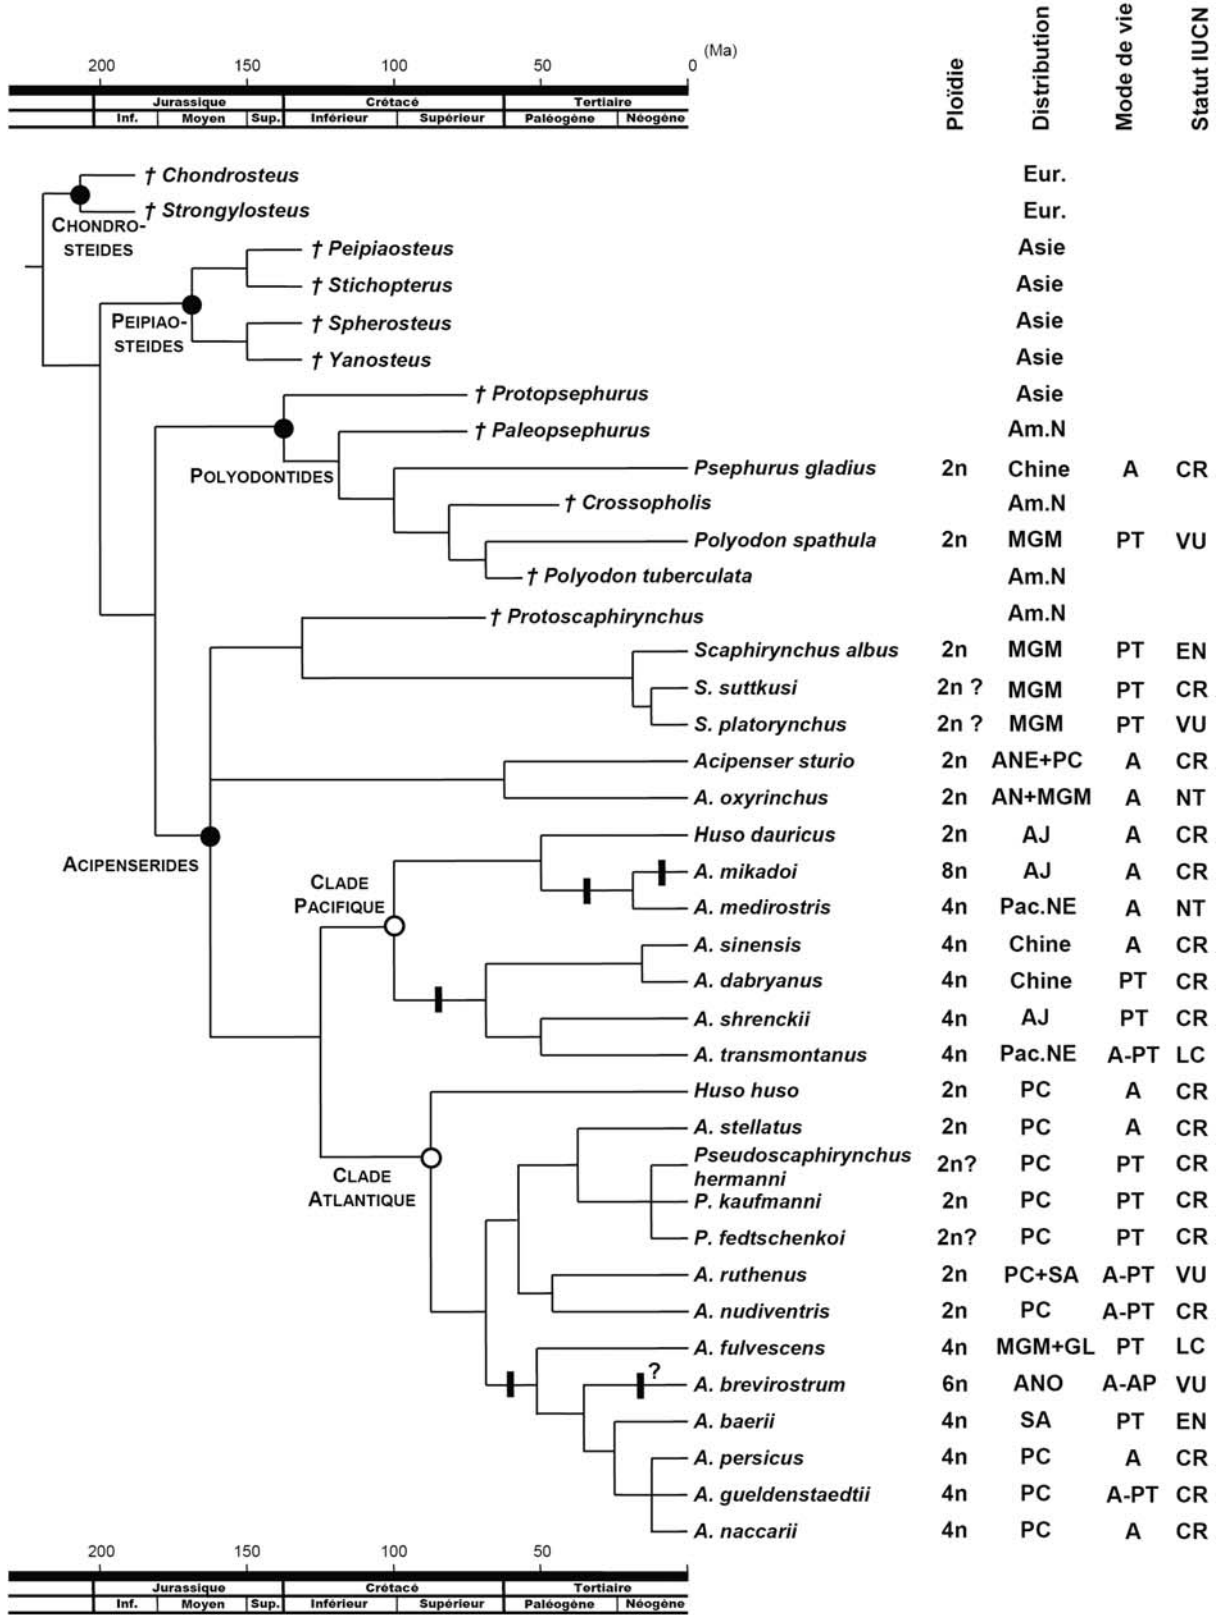 (Ma)
200 150 100 50 0
Jurassique Crétacé Tertiaire
Inf. Moyen Sup. Inférieur Supérieur Paléogène Néogène
Ploïdie
Distribution
Mode de vie
Statut IUCN
† Chondrosteus Eur.
† Strongylosteus Eur.
CHONDRO-
STEIDES
† Peipiaosteus Asie
† Stichopterus Asie
PEIPIAO-
STEIDES
† Spherosteus Asie
† Yanosteus Asie
† Protopsephurus Asie
† Paleopsephurus Am.N
POLYODONTIDES
Psephurus gladius 2n Chine A CR
† Crossopholis Am.N
Polyodon spathula 2n MGM PT VU
† Polyodon tuberculata Am.N
† Protoscaphirynchus Am.N
Scaphirynchus albus 2n MGM PT EN
S. suttkusi 2n ? MGM PT CR
S. platorynchus 2n ? MGM PT VU
Acipenser sturio 2n ANE+PC A CR
A. oxyrinchus 2n AN+MGM A NT
Huso dauricus 2n AJ A CR
ACIPENSERIDES
CLADE
PACIFIQUE
A. mikadoi 8n AJ A CR
A. medirostris 4n Pac.NE A NT
A. sinensis 4n Chine A CR
A. dabryanus 4n Chine PT CR
A. shrenckii 4n AJ PT CR
A. transmontanus 4n Pac.NE A-PT LC
Huso huso 2n PC A CR
A. stellatus 2n PC A CR
CLADE
ATLANTIQUE
Pseudoscaphirynchus
hermanni 2n? PC PT CR
P. kaufmanni 2n PC PT CR
P. fedtschenkoi 2n? PC PT CR
A. ruthenus 2n PC+SA A-PT VU
A. nudiventris 2n PC A-PT CR
A. fulvescens 4n MGM+GL PT LC
?
A. brevirostrum 6n ANO A-AP VU
A. baerii 4n SA PT EN
A. persicus 4n PC A CR
A. gueldenstaedtii 4n PC A-PT CR
A. naccarii 4n PC A CR
200 150 100 50
Jurassique Crétacé Tertiaire
Inf. Moyen Sup. Inférieur Supérieur Paléogène Néogène